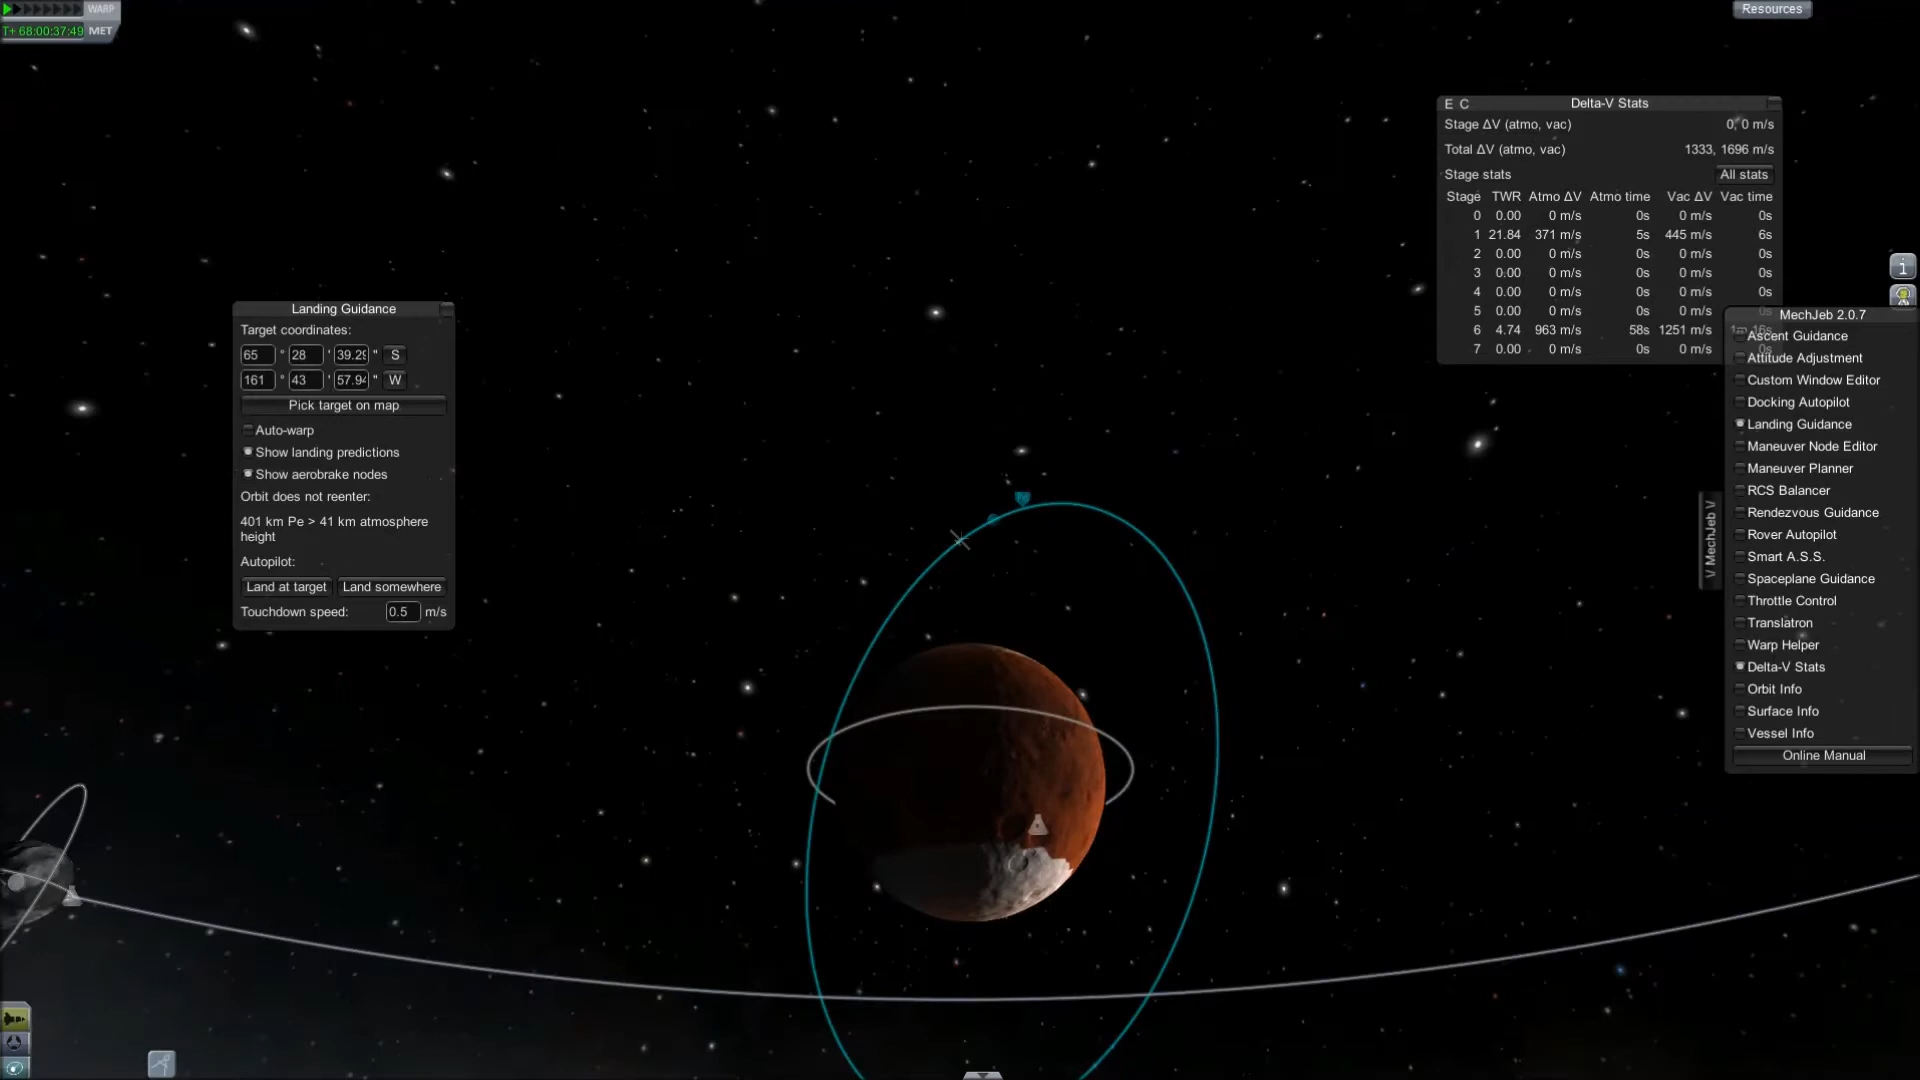 WARP
T+ 68:00:37:49 MET
Resources
E C Delta-V Stats
Stage ΔV (atmo, vac) 0, 0 m/s
Total ΔV (atmo, vac) 1333, 1696 m/s
Stage stats All stats
Stage TWR Atmo ΔV Atmo time Vac ΔV Vac time
0 0.00 0 m/s 0s 0 m/s 0s
1 21.84 371 m/s 5s 445 m/s 6s
2 0.00 0 m/s 0s 0 m/s 0s
3 0.00 0 m/s 0s 0 m/s 0s
4 0.00 0 m/s 0s 0 m/s 0s
5 0.00 0 m/s 0s 0 m/s 0s
6 4.74 963 m/s 58s 1251 m/s 1m 16s
7 0.00 0 m/s 0s 0 m/s 0s
Landing Guidance
Target coordinates:
65 ° 28 ' 39.29 " S
161 ° 43 ' 57.94 " W
Pick target on map
Auto-warp
Show landing predictions
Show aerobrake nodes
Orbit does not reenter:
401 km Pe > 41 km atmosphere
height
Autopilot:
Land at target Land somewhere
Touchdown speed: 0.5 m/s
i
V MechJeb V
MechJeb 2.0.7
Ascent Guidance
Attitude Adjustment
Custom Window Editor
Docking Autopilot
Landing Guidance
Maneuver Node Editor
Maneuver Planner
RCS Balancer
Rendezvous Guidance
Rover Autopilot
Smart A.S.S.
Spaceplane Guidance
Throttle Control
Translatron
Warp Helper
Delta-V Stats
Orbit Info
Surface Info
Vessel Info
Online Manual